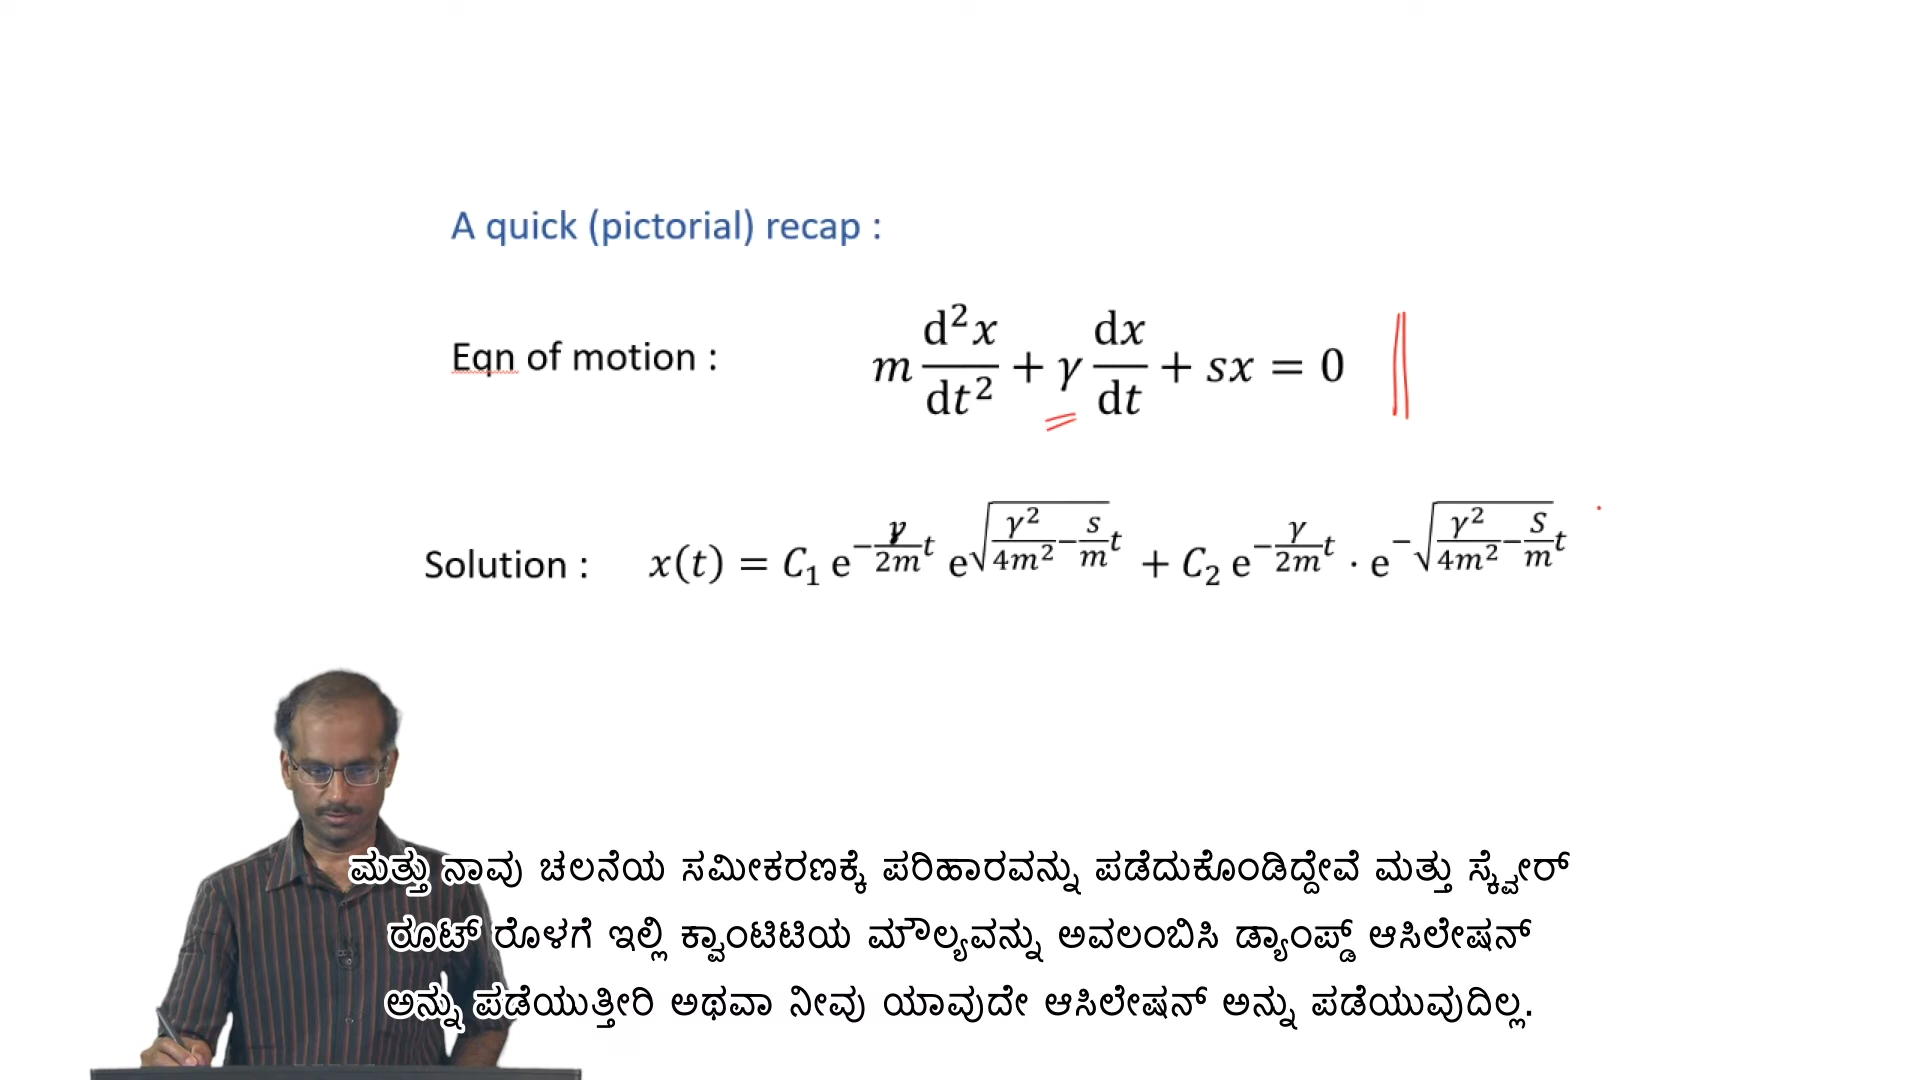 A quick (pictorial) recap :
Eqn of motion : m d²x/dt² + γ dx/dt + sx = 0
Solution : x(t) = C₁ e^{−(γ/2m)t} e^{√(γ²/4m² − s/m) t} + C₂ e^{−(γ/2m)t} · e^{−√(γ²/4m² − s/m) t}
ಮತ್ತು ನಾವು ಚಲನೆಯ ಸಮೀಕರಣಕ್ಕೆ ಪರಿಹಾರವನ್ನು ಪಡೆದುಕೊಂಡಿದ್ದೇವೆ ಮತ್ತು ಸ್ಕ್ವೇರ್
ರೂಟ್ ರೊಳಗೆ ಇಲ್ಲಿ ಕ್ವಾಂಟಿಟಿಯ ಮೌಲ್ಯವನ್ನು ಅವಲಂಬಿಸಿ ಡ್ಯಾಂಪ್ಡ್ ಆಸಿಲೇಷನ್
ಅನ್ನು ಪಡೆಯುತ್ತೀರಿ ಅಥವಾ ನೀವು ಯಾವುದೇ ಆಸಿಲೇಷನ್ ಅನ್ನು ಪಡೆಯುವುದಿಲ್ಲ.